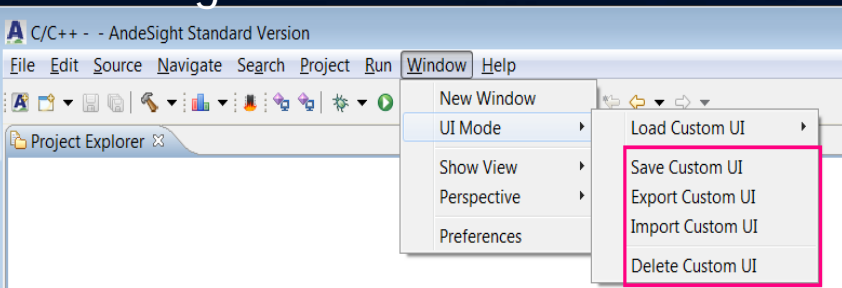 C/C++ - - AndeSight Standard Version
File Edit Source Navigate Search Project Run Window Help
New Window
UI Mode
Load Custom UI
Project Explorer
Show View
Save Custom UI
Perspective
Export Custom UI
Import Custom UI
Preferences
Delete Custom UI